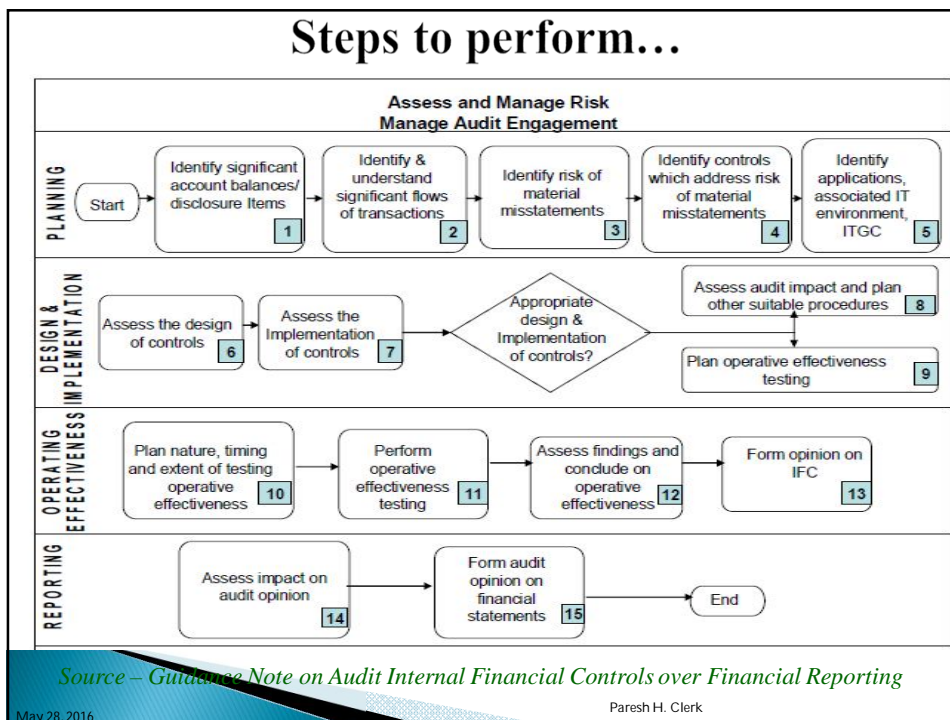 Steps to perform…
Assess and Manage Risk
Manage Audit Engagement
PLANNING
Start
Identify significant
account balances/
disclosure Items
1
Identify &
understand
significant flows
of transactions
2
Identify risk of
material
misstatements
3
Identify controls
which address risk
of material
misstatements
4
Identify
applications,
associated IT
environment,
ITGC
5
DESIGN &
IMPLEMENTATION
Assess the design
of controls
6
Assess the
Implementation
of controls
7
Appropriate
design &
Implementation
of controls?
Assess audit impact and plan
other suitable procedures
8
Plan operative effectiveness
testing
9
OPERATING
EFFECTIVENESS
Plan nature, timing
and extent of testing
operative
effectiveness
10
Perform
operative
effectiveness
testing
11
Assess findings and
conclude on
operative
effectiveness
12
Form opinion on
IFC
13
REPORTING
Assess impact on
audit opinion
14
Form audit
opinion on
financial
statements
15
End
Source – Guidance Note on Audit Internal Financial Controls over Financial Reporting
May 28, 2016
Paresh H. Clerk